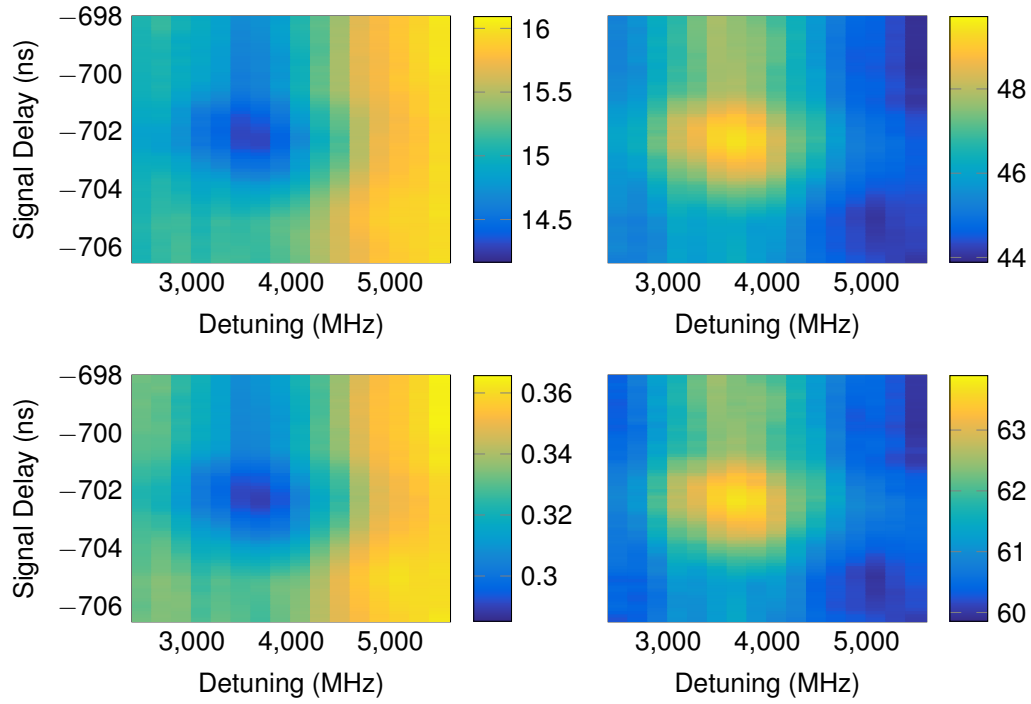 −698
−700
−702
−704
−706
Signal Delay (ns)
3,000 4,000 5,000
Detuning (MHz)
16
15.5
15
14.5
3,000 4,000 5,000
Detuning (MHz)
48
46
44
−698
−700
−702
−704
−706
Signal Delay (ns)
3,000 4,000 5,000
Detuning (MHz)
0.36
0.34
0.32
0.3
3,000 4,000 5,000
Detuning (MHz)
63
62
61
60